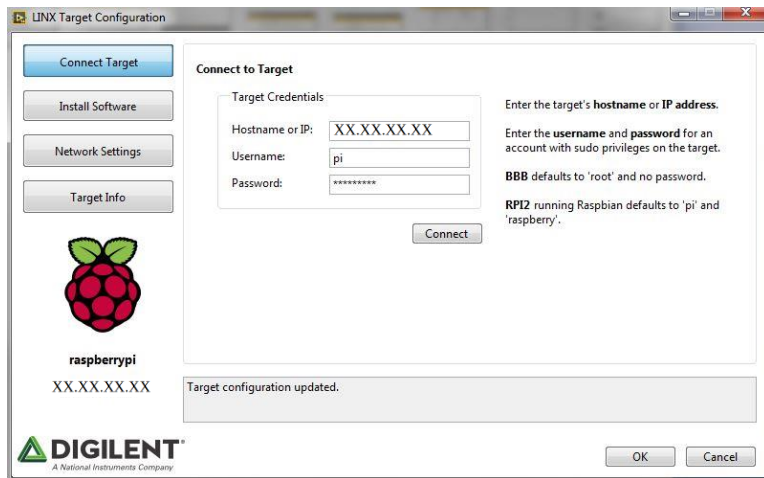 LINX Target Configuration
Connect Target
Install Software
Network Settings
Target Info
raspberrypi
XX.XX.XX.XX
Connect to Target
Target Credentials
Hostname or IP: XX.XX.XX.XX
Username: pi
Password: *********
Connect
Enter the target's hostname or IP address.
Enter the username and password for an
account with sudo privileges on the target.
BBB defaults to 'root' and no password.
RPI2 running Raspbian defaults to 'pi' and
'raspberry'.
Target configuration updated.
DIGILENT®
A National Instruments Company
OK
Cancel